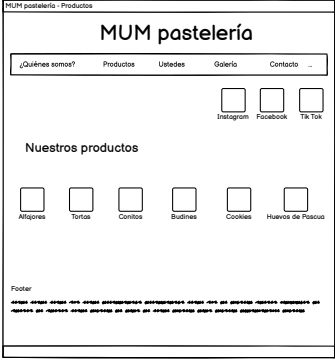 MUM pastelería - Productos
MUM pastelería
¿Quiénes somos? Productos Ustedes Galería Contacto ...
Instagram Facebook Tik Tok
Nuestros productos
Alfajores Tortas Conitos Budines Cookies Huevos de Pascua
Footer